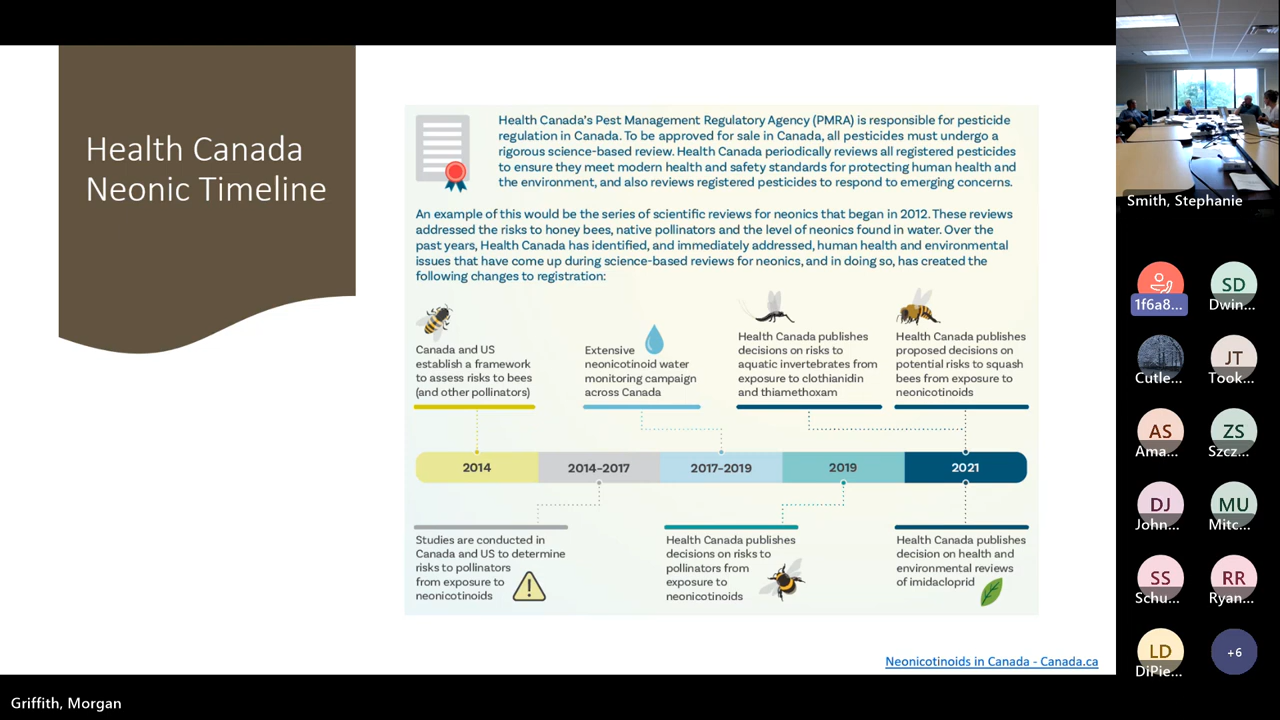 Health Canada
Neonic Timeline
Health Canada's Pest Management Regulatory Agency (PMRA) is responsible for pesticide
regulation in Canada. To be approved for sale in Canada, all pesticides must undergo a
rigorous science-based review. Health Canada periodically reviews all registered pesticides
to ensure they meet modern health and safety standards for protecting human health and
the environment, and also reviews registered pesticides to respond to emerging concerns.
An example of this would be the series of scientific reviews for neonics that began in 2012. These reviews
addressed the risks to honey bees, native pollinators and the level of neonics found in water. Over the
past years, Health Canada has identified, and immediately addressed, human health and environmental
issues that have come up during science-based reviews for neonics, and in doing so, has created the
following changes to registration:
Canada and US
establish a framework
to assess risks to bees
(and other pollinators)
Extensive
neonicotinoid water
monitoring campaign
across Canada
Health Canada publishes
decisions on risks to
aquatic invertebrates from
exposure to clothianidin
and thiamethoxam
Health Canada publishes
proposed decisions on
potential risks to squash
bees from exposure to
neonicotinoids
2014
2014–2017
2017–2019
2019
2021
Studies are conducted in
Canada and US to determine
risks to pollinators
from exposure to
neonicotinoids
Health Canada publishes
decisions on risks to
pollinators from
exposure to
neonicotinoids
Health Canada publishes
decision on health and
environmental reviews
of imidacloprid
Neonicotinoids in Canada - Canada.ca
Griffith, Morgan
Smith, Stephanie
1f6a8...
SD
Dwin...
Cutle...
JT
Took...
AS
Ama...
ZS
Szcz...
DJ
John...
MU
Mitc...
SS
Schu...
RR
Ryan...
LD
DiPie...
+6